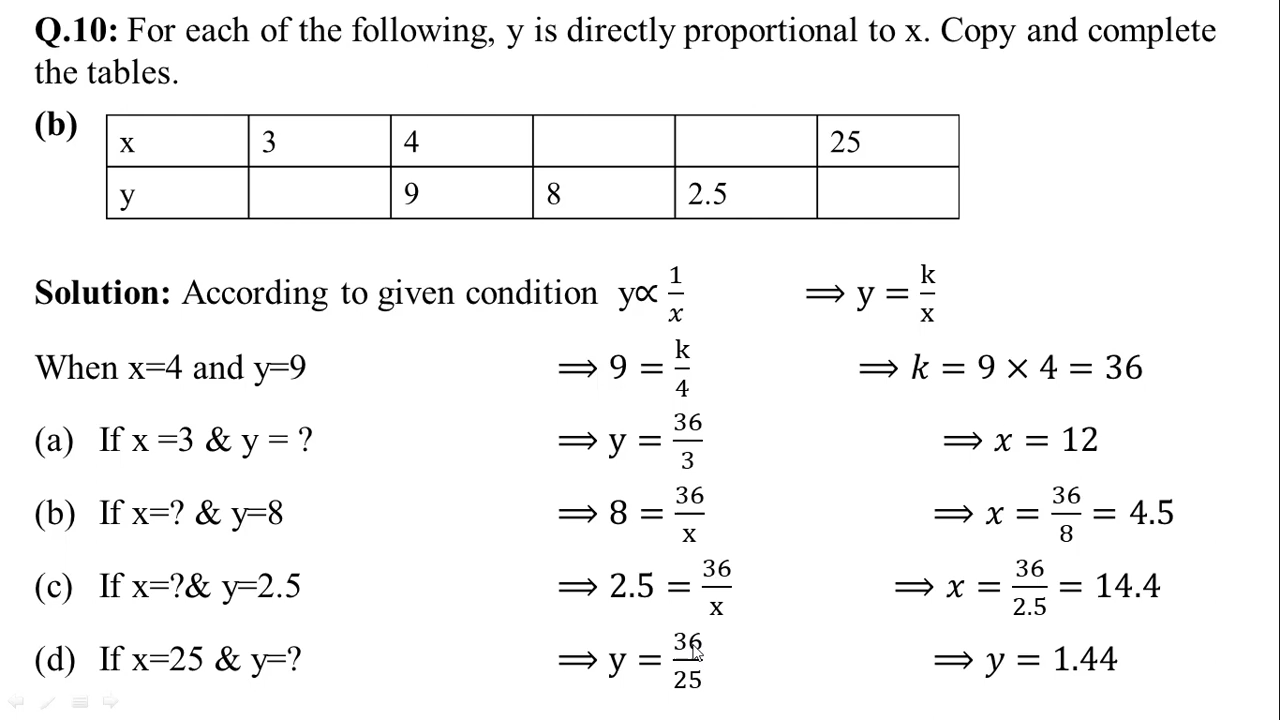 Q.10: For each of the following, y is directly proportional to x. Copy and complete
the tables.
(b)
x 3 4 25
y 9 8 2.5
Solution: According to given condition y∝ 1/x ⟹ y = k/x
When x=4 and y=9 ⟹ 9 = k/4 ⟹ k = 9 × 4 = 36
(a) If x =3 & y = ? ⟹ y = 36/3 ⟹ x = 12
(b) If x=? & y=8 ⟹ 8 = 36/x ⟹ x = 36/8 = 4.5
(c) If x=?& y=2.5 ⟹ 2.5 = 36/x ⟹ x = 36/2.5 = 14.4
(d) If x=25 & y=? ⟹ y = 36/25 ⟹ y = 1.44